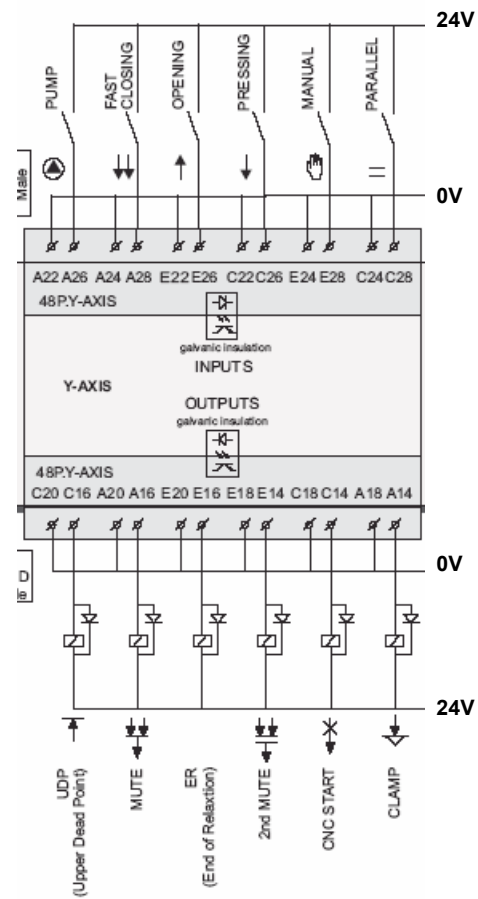 24V
PUMP
FAST
CLOSING
OPENING
PRESSING
MANUAL
PARALLEL
Male
0V
A22 A26 A24 A28 E22 E26 C22 C26 E24 E28 C24 C28
48P.Y-AXIS
galvanic insulation
INPUTS
Y-AXIS
OUTPUTS
galvanic insulation
48P.Y-AXIS
C20 C16 A20 A16 E20 E16 E18 E14 C18 C14 A18 A14
0V
D
le
24V
UDP
(Upper Dead Point)
MUTE
ER
(End of Relaxtion)
2nd MUTE
CNC START
CLAMP